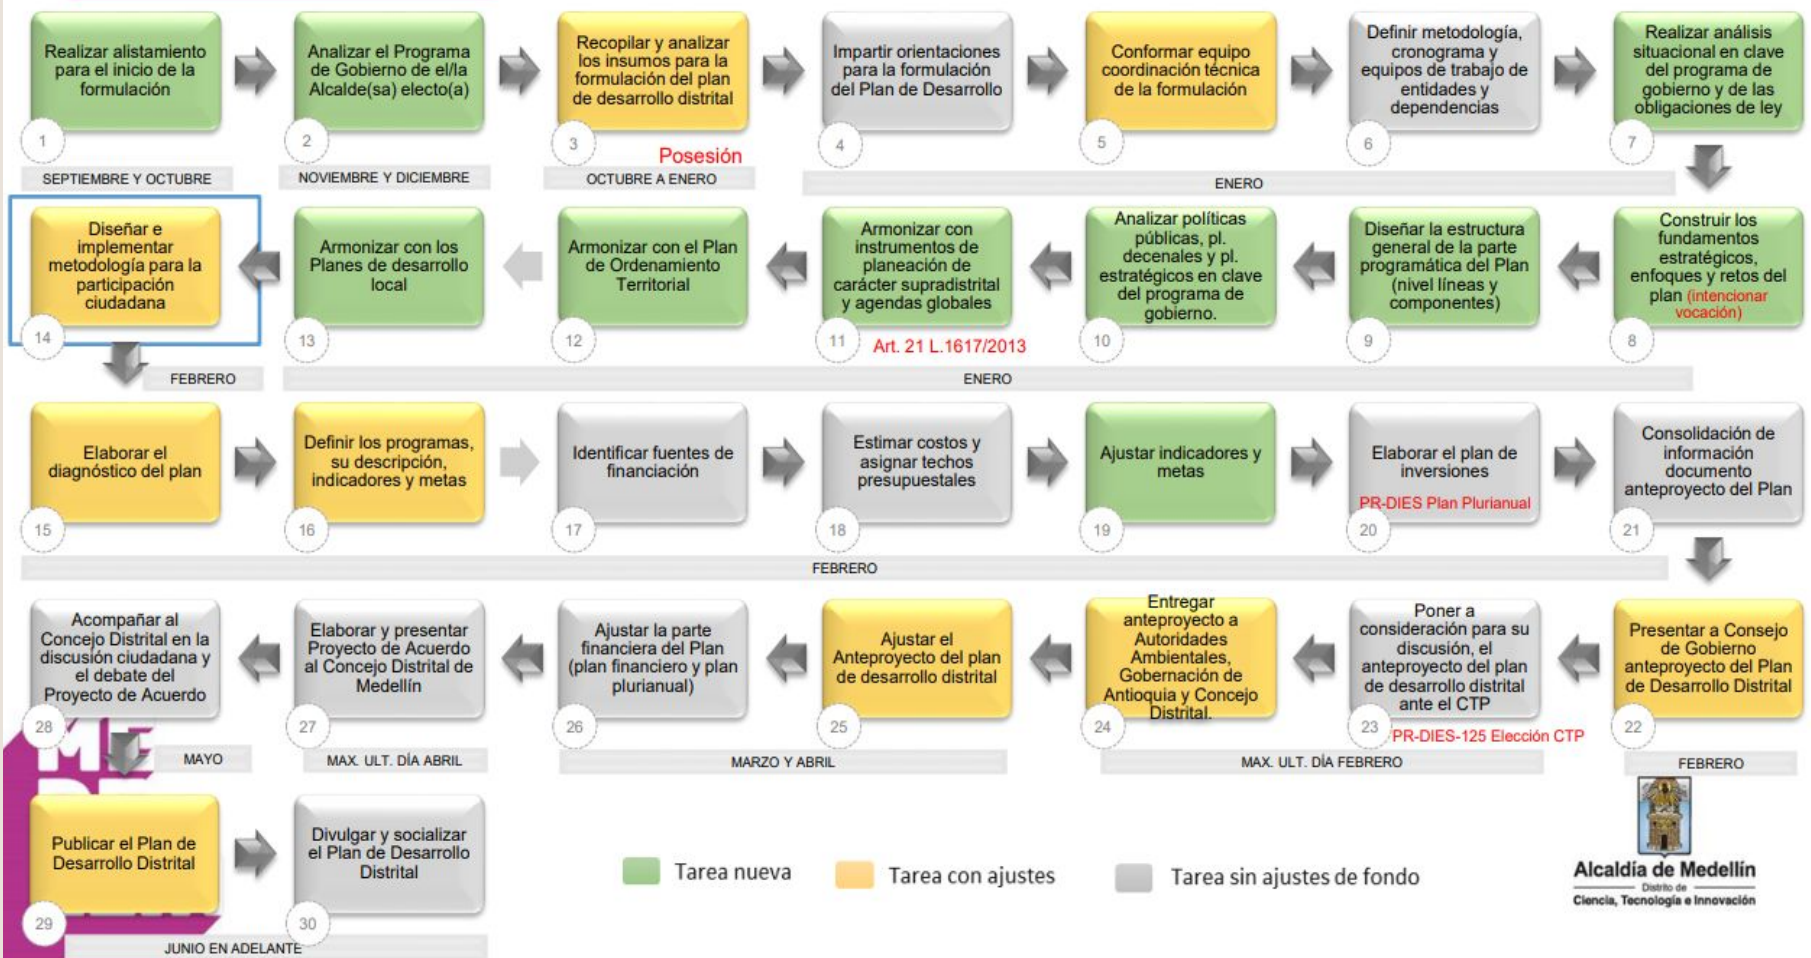 Realizar alistamiento
para el inicio de la
formulación
1
SEPTIEMBRE Y OCTUBRE
Analizar el Programa
de Gobierno de el/la
Alcalde(sa) electo(a)
2
NOVIEMBRE Y DICIEMBRE
Recopilar y analizar
los insumos para la
formulación del plan
de desarrollo distrital
3
Posesión
OCTUBRE A ENERO
Impartir orientaciones
para la formulación
del Plan de Desarrollo
4
Conformar equipo
coordinación técnica
de la formulación
5
Definir metodología,
cronograma y
equipos de trabajo de
entidades y
dependencias
6
Realizar análisis
situacional en clave
del programa de
gobierno y de las
obligaciones de ley
7
ENERO
Construir los
fundamentos
estratégicos,
enfoques y retos del
plan (intencionar
vocación)
8
Diseñar la estructura
general de la parte
programática del Plan
(nivel líneas y
componentes)
9
Analizar políticas
públicas, pl.
decenales y pl.
estratégicos en clave
del programa de
gobierno.
10
Armonizar con
instrumentos de
planeación de
carácter supradistrital
y agendas globales
11
Art. 21 L.1617/2013
Armonizar con el Plan
de Ordenamiento
Territorial
12
Armonizar con los
Planes de desarrollo
local
13
ENERO
Diseñar e
implementar
metodología para la
participación
ciudadana
14
FEBRERO
Elaborar el
diagnóstico del plan
15
Definir los programas,
su descripción,
indicadores y metas
16
Identificar fuentes de
financiación
17
Estimar costos y
asignar techos
presupuestales
18
Ajustar indicadores y
metas
19
Elaborar el plan de
inversiones
PR-DIES Plan Plurianual
20
Consolidación de
información
documento
anteproyecto del Plan
21
FEBRERO
Presentar a Consejo
de Gobierno
anteproyecto del Plan
de Desarrollo Distrital
22
FEBRERO
Poner a
consideración para su
discusión, el
anteproyecto del plan
de desarrollo distrital
ante el CTP
23
PR-DIES-125 Elección CTP
Entregar
anteproyecto a
Autoridades
Ambientales,
Gobernación de
Antioquia y Concejo
Distrital.
24
MAX. ULT. DÍA FEBRERO
Ajustar el
Anteproyecto del plan
de desarrollo distrital
25
Ajustar la parte
financiera del Plan
(plan financiero y plan
plurianual)
26
MARZO Y ABRIL
Elaborar y presentar
Proyecto de Acuerdo
al Concejo Distrital de
Medellín
27
MAX. ULT. DÍA ABRIL
Acompañar al
Concejo Distrital en la
discusión ciudadana y
el debate del
Proyecto de Acuerdo
28
MAYO
Publicar el Plan de
Desarrollo Distrital
29
Divulgar y socializar
el Plan de Desarrollo
Distrital
30
JUNIO EN ADELANTE
Tarea nueva
Tarea con ajustes
Tarea sin ajustes de fondo
Alcaldía de Medellín
Distrito de
Ciencia, Tecnología e Innovación